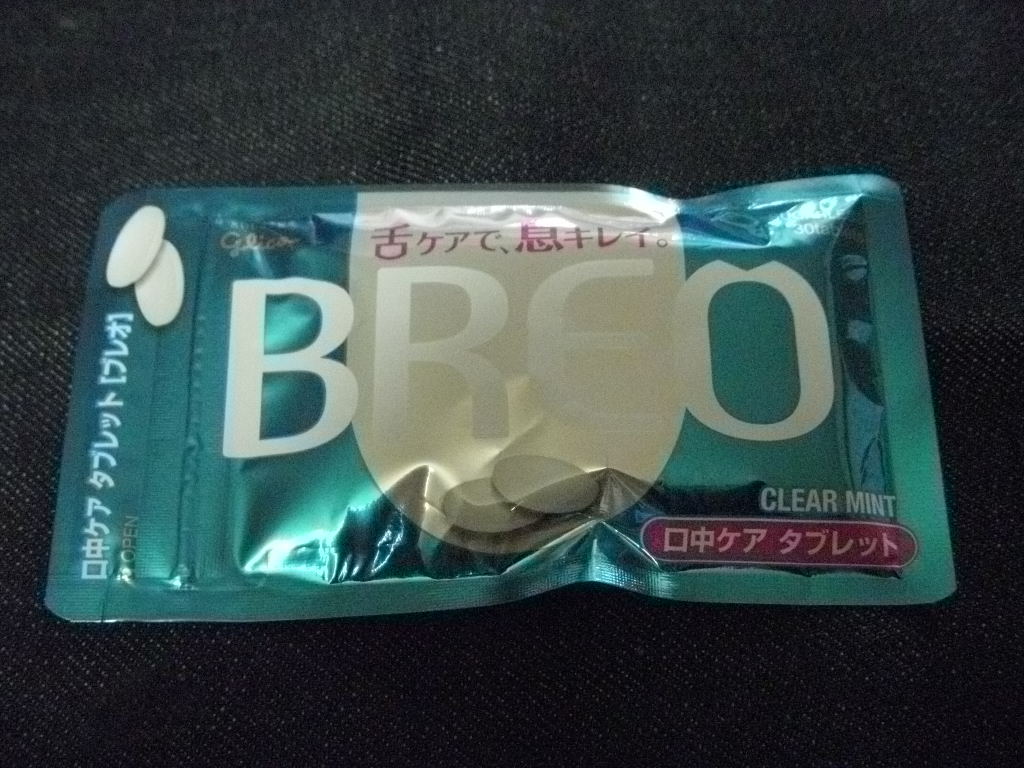 glico
舌ケアで、息キレイ。
BREO
CLEAR MINT
口中ケア タブレット
口中ケア タブレット [ブレオ]
OPEN